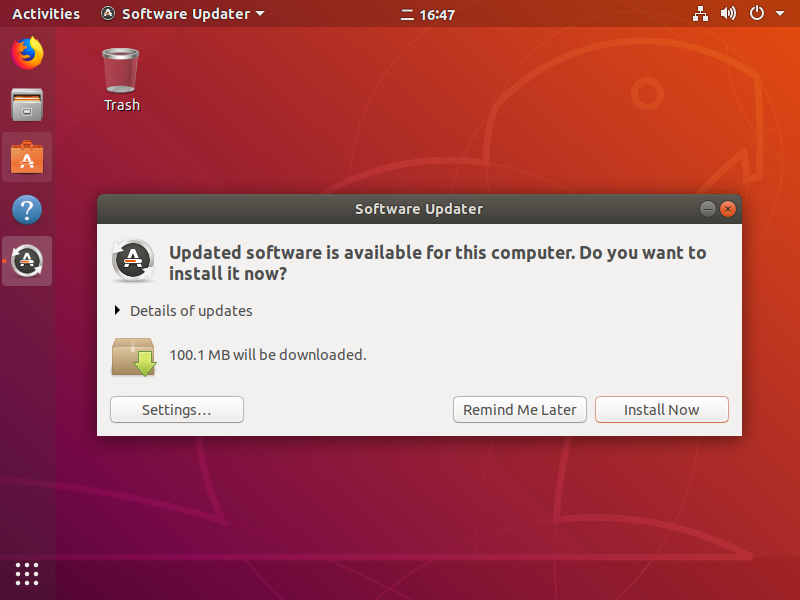 Activities
Software Updater
二 16:47
Trash
Software Updater
Updated software is available for this computer. Do you want to
install it now?
Details of updates
100.1 MB will be downloaded.
Settings…
Remind Me Later
Install Now